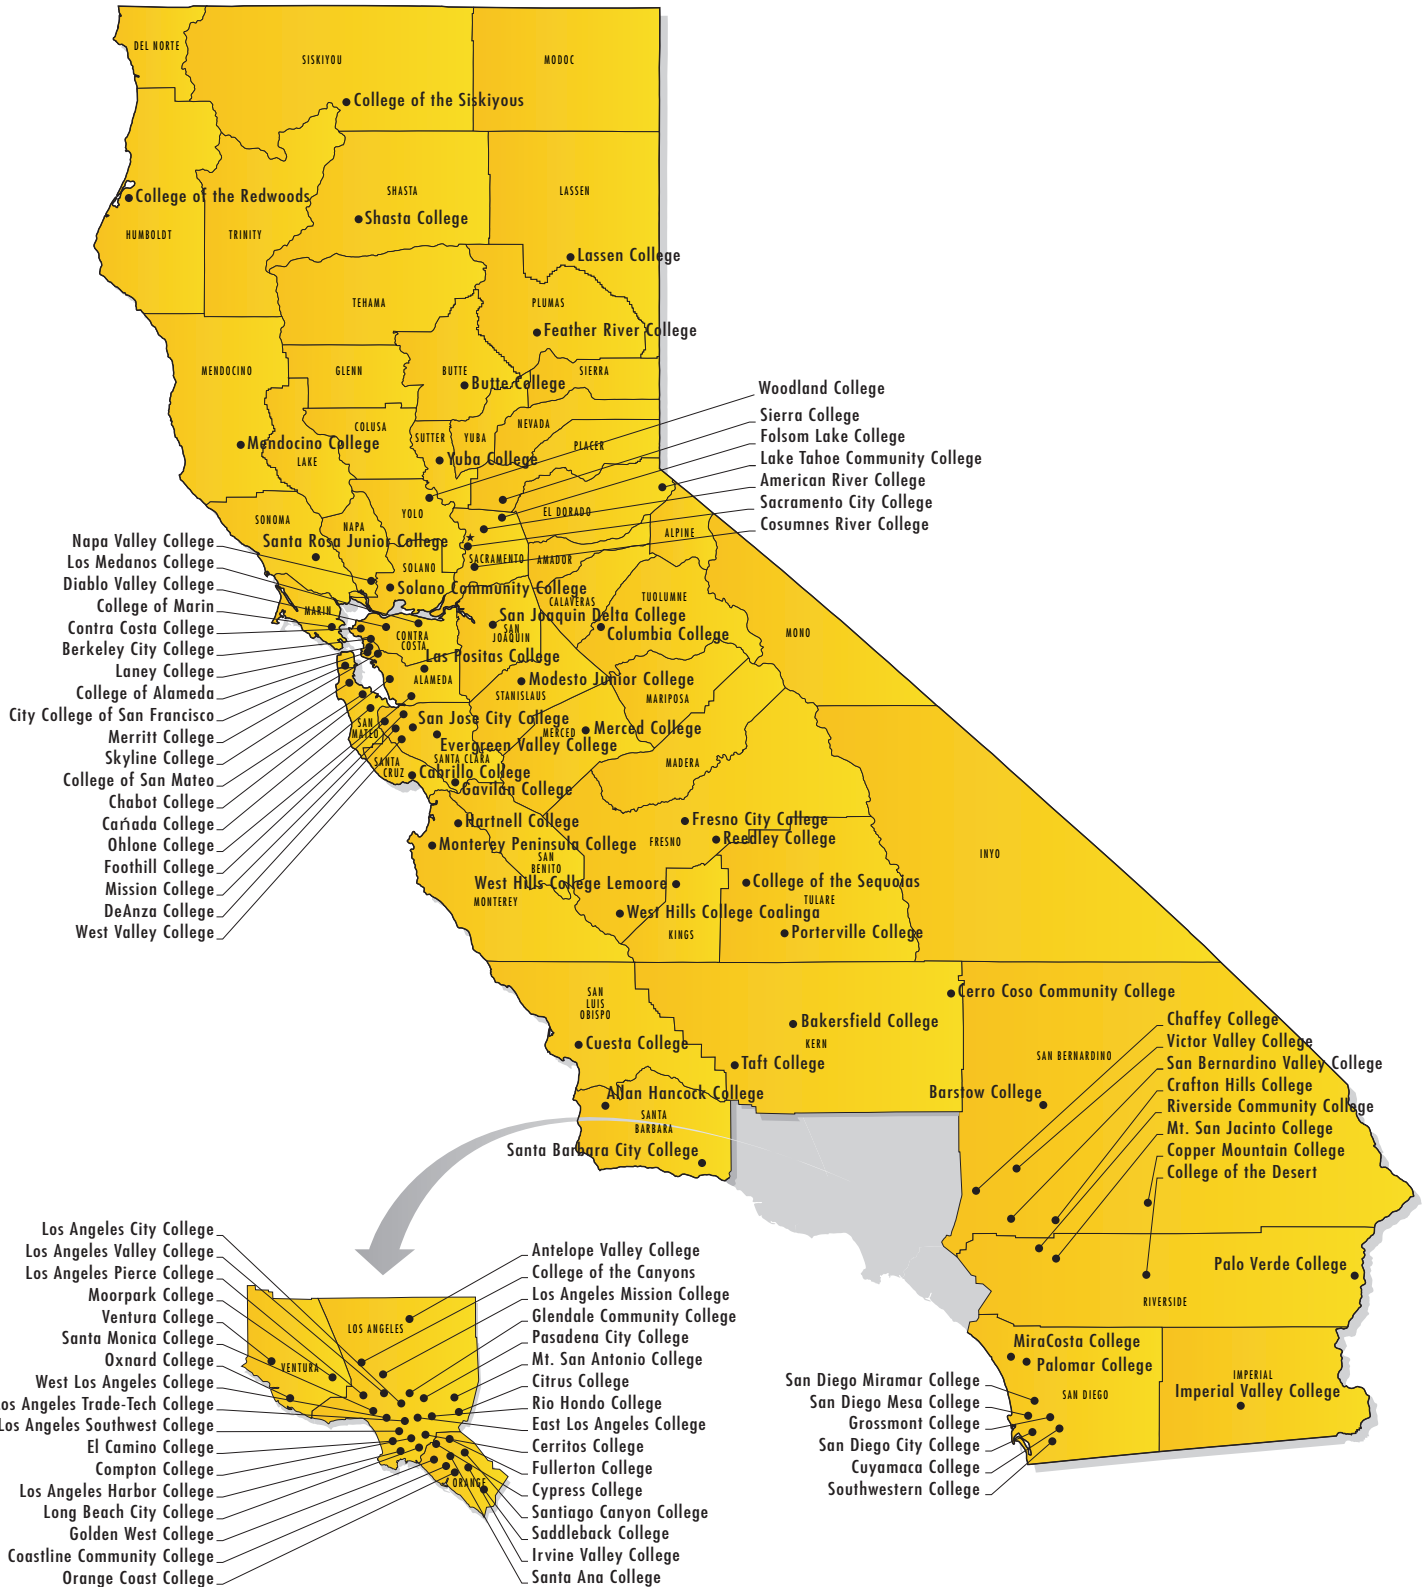 DEL NORTE
SISKIYOU
MODOC
College of the Siskiyous
College of the Redwoods
HUMBOLDT
TRINITY
SHASTA
Shasta College
LASSEN
Lassen College
TEHAMA
PLUMAS
Feather River College
MENDOCINO
GLENN
BUTTE
Butte College
SIERRA
Mendocino College
LAKE
COLUSA
SUTTER
YUBA
Yuba College
NEVADA
PLACER
Woodland College
Sierra College
Folsom Lake College
Lake Tahoe Community College
American River College
Sacramento City College
Cosumnes River College
SONOMA
NAPA
YOLO
EL DORADO
ALPINE
Santa Rosa Junior College
SOLANO
SACRAMENTO
AMADOR
Solano Community College
CALAVERAS
TUOLUMNE
MARIN
San Joaquin Delta College
SAN
JOAQUIN
Columbia College
MONO
CONTRA
COSTA
Las Positas College
ALAMEDA
Modesto Junior College
STANISLAUS
MARIPOSA
Napa Valley College
Los Medanos College
Diablo Valley College
College of Marin
Contra Costa College
Berkeley City College
Laney College
College of Alameda
City College of San Francisco
Merritt College
Skyline College
College of San Mateo
Chabot College
Cańada College
Ohlone College
Foothill College
Mission College
DeAnza College
West Valley College
SAN
MATEO
San Jose City College
MERCED
Merced College
Evergreen Valley College
SANTA CLARA
SANTA
CRUZ
Cabrillo College
Gavilan College
MADERA
Hartnell College
Monterey Peninsula College
SAN
BENITO
Fresno City College
FRESNO
Reedley College
INYO
West Hills College Lemoore
MONTEREY
College of the Sequoias
TULARE
West Hills College Coalinga
KINGS
Porterville College
SAN
LUIS
OBISPO
Cuesta College
Cerro Coso Community College
Bakersfield College
KERN
Taft College
SAN BERNARDINO
Barstow College
Chaffey College
Victor Valley College
San Bernardino Valley College
Crafton Hills College
Riverside Community College
Mt. San Jacinto College
Copper Mountain College
College of the Desert
Allan Hancock College
SANTA
BARBARA
Santa Barbara City College
Palo Verde College
RIVERSIDE
MiraCosta College
Palomar College
SAN DIEGO
IMPERIAL
Imperial Valley College
San Diego Miramar College
San Diego Mesa College
Grossmont College
San Diego City College
Cuyamaca College
Southwestern College
Los Angeles City College
Los Angeles Valley College
Los Angeles Pierce College
Moorpark College
Ventura College
Santa Monica College
Oxnard College
West Los Angeles College
Los Angeles Trade-Tech College
Los Angeles Southwest College
El Camino College
Compton College
Los Angeles Harbor College
Long Beach City College
Golden West College
Coastline Community College
Orange Coast College
LOS ANGELES
VENTURA
ORANGE
Antelope Valley College
College of the Canyons
Los Angeles Mission College
Glendale Community College
Pasadena City College
Mt. San Antonio College
Citrus College
Rio Hondo College
East Los Angeles College
Cerritos College
Fullerton College
Cypress College
Santiago Canyon College
Saddleback College
Irvine Valley College
Santa Ana College